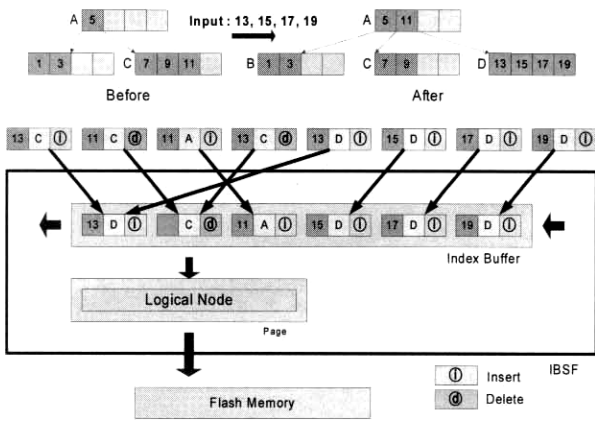 A 5 Input : 13, 15, 17, 19 A 5 11
1 3 C 7 9 11 B 1 3 C 7 9 D 13 15 17 19
Before After
13 C i 11 C d 11 A i 13 C d 13 D i 15 D i 17 D i 19 D i
13 D i C d 11 A i 15 D i 17 D i 19 D i
Index Buffer
Logical Node
Page
IBSF
i Insert
Flash Memory d Delete